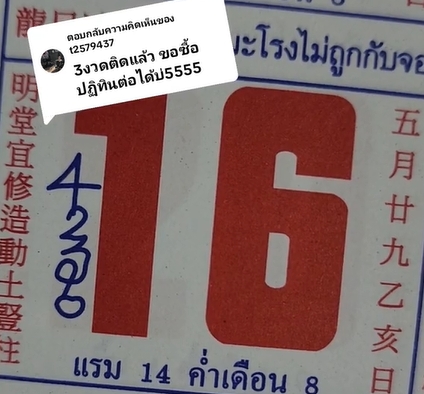 ตอบกลับความคิดเห็นของ
t2579437
3งวดติดแล้ว ขอซื้อ
ปฏิทินต่อได้ป5555
มะโรงไม่ถูกกับจอ
龍
明堂宜修造動土豎柱
16
五月廿九乙亥日
แรม 14 ค่ำเดือน 8